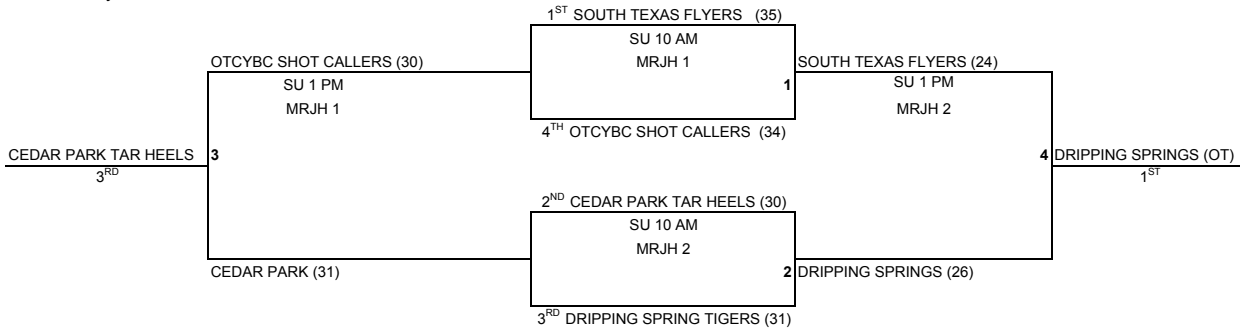 1ST SOUTH TEXAS FLYERS (35)
SU 10 AM
MRJH 1
1
4TH OTCYBC SHOT CALLERS (34)
OTCYBC SHOT CALLERS (30)
SU 1 PM
MRJH 1
SOUTH TEXAS FLYERS (24)
SU 1 PM
MRJH 2
CEDAR PARK TAR HEELS 3
3RD
4 DRIPPING SPRINGS (OT)
1ST
2ND CEDAR PARK TAR HEELS (30)
SU 10 AM
MRJH 2
CEDAR PARK (31)
2 DRIPPING SPRINGS (26)
3RD DRIPPING SPRING TIGERS (31)